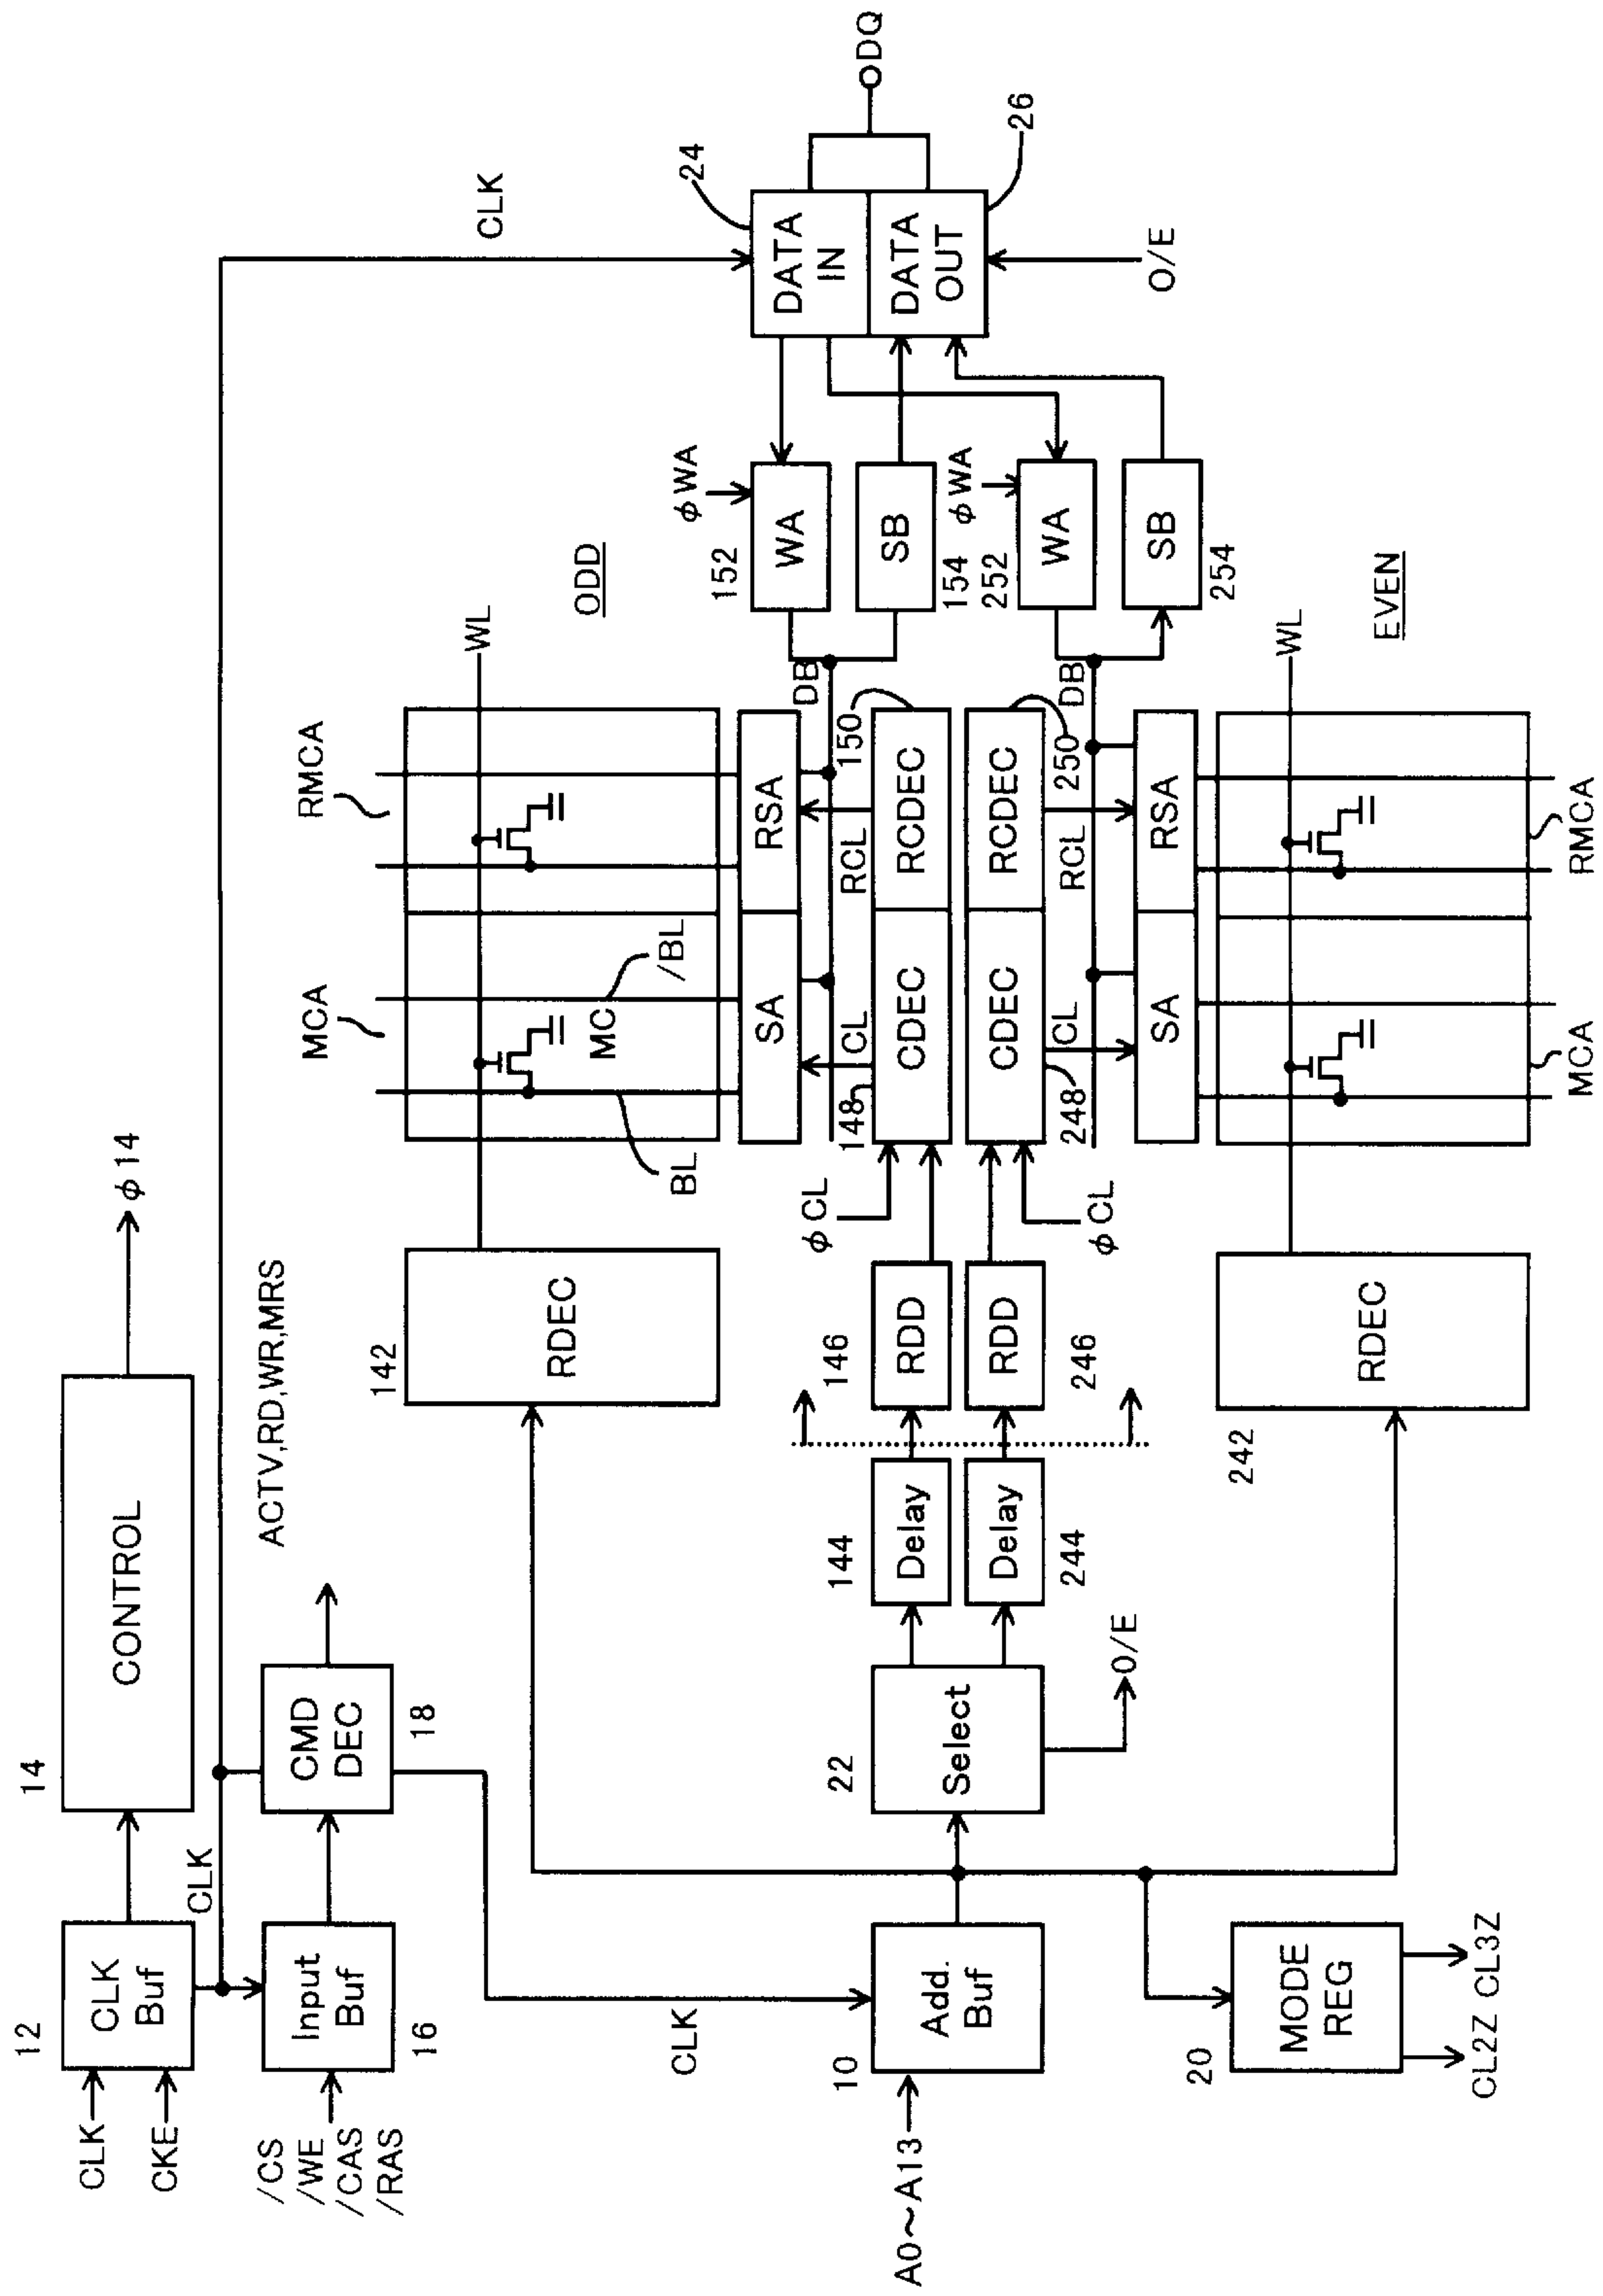 12
CLK
CKE
CLK
Buf
14
CONTROL
φ14
CLK
/CS
/WE
/CAS
/RAS
Input
Buf
16
CMD
DEC
18
ACTV,RD,WR,MRS
CLK
CLK
A0~A13
10
Add.
Buf
20
MODE
REG
CL2Z
CL3Z
22
Select
O/E
144
Delay
244
Delay
146
RDD
246
RDD
142
RDEC
242
RDEC
φCL
φCL
MCA
RMCA
BL
MC
/BL
WL
ODD
SA
RSA
CL
RCL
DB
148
CDEC
RCDEC
150
248
CDEC
RCDEC
250
CL
RCL
DB
SA
RSA
WL
EVEN
MCA
RMCA
φWA
152
WA
SB
154
φWA
252
WA
SB
254
24
DATA
IN
DATA
OUT
26
O/E
DQ